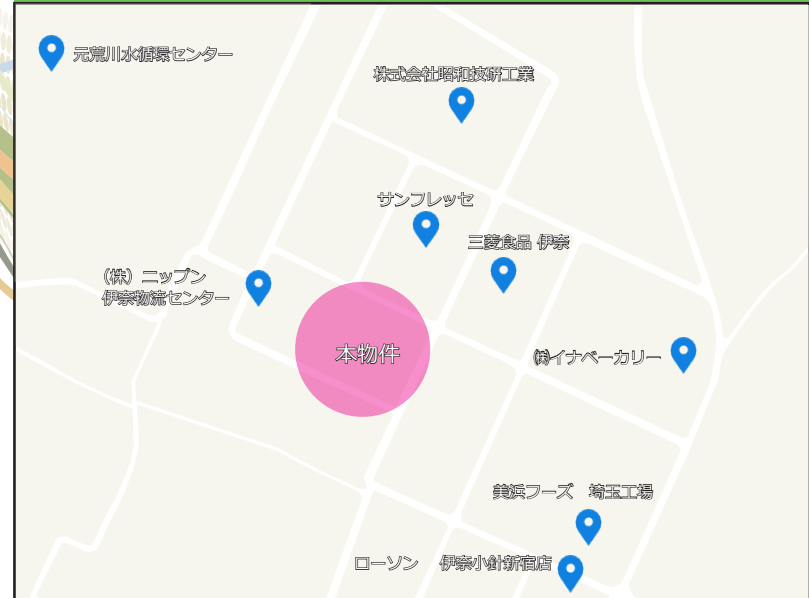 元荒川水循環センター
株式会社昭和技研工業
サンフレッセ
三菱食品 伊奈
（株）ニップン
伊奈物流センター
本物件
㈱イナベーカリー
美浜フーズ　埼玉工場
ローソン　伊奈小針新宿店